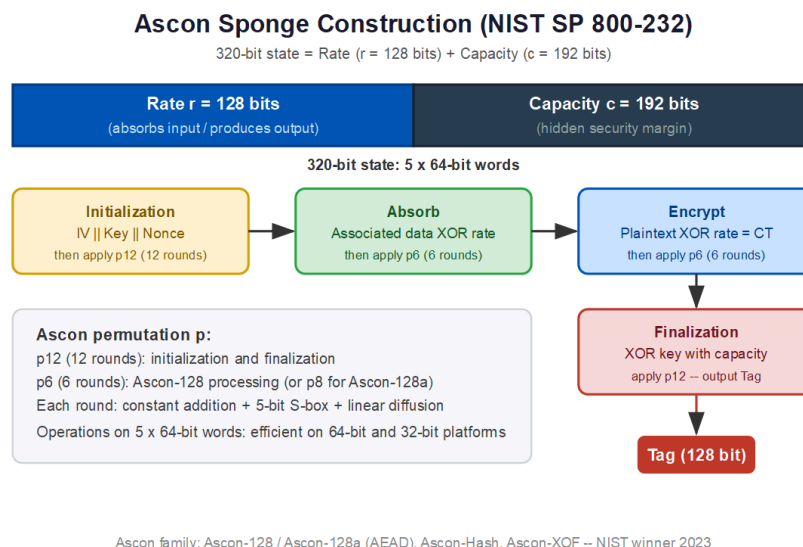 Ascon Sponge Construction (NIST SP 800-232)
320-bit state = Rate (r = 128 bits) + Capacity (c = 192 bits)
Rate r = 128 bits
(absorbs input / produces output)
Capacity c = 192 bits
(hidden security margin)
320-bit state: 5 x 64-bit words
Initialization
IV || Key || Nonce
then apply p12 (12 rounds)
Absorb
Associated data XOR rate
then apply p6 (6 rounds)
Encrypt
Plaintext XOR rate = CT
then apply p6 (6 rounds)
Ascon permutation p:
p12 (12 rounds): initialization and finalization
p6 (6 rounds): Ascon-128 processing (or p8 for Ascon-128a)
Each round: constant addition + 5-bit S-box + linear diffusion
Operations on 5 x 64-bit words: efficient on 64-bit and 32-bit platforms
Finalization
XOR key with capacity
apply p12 -- output Tag
Tag (128 bit)
Ascon family: Ascon-128 / Ascon-128a (AEAD), Ascon-Hash, Ascon-XOF -- NIST winner 2023